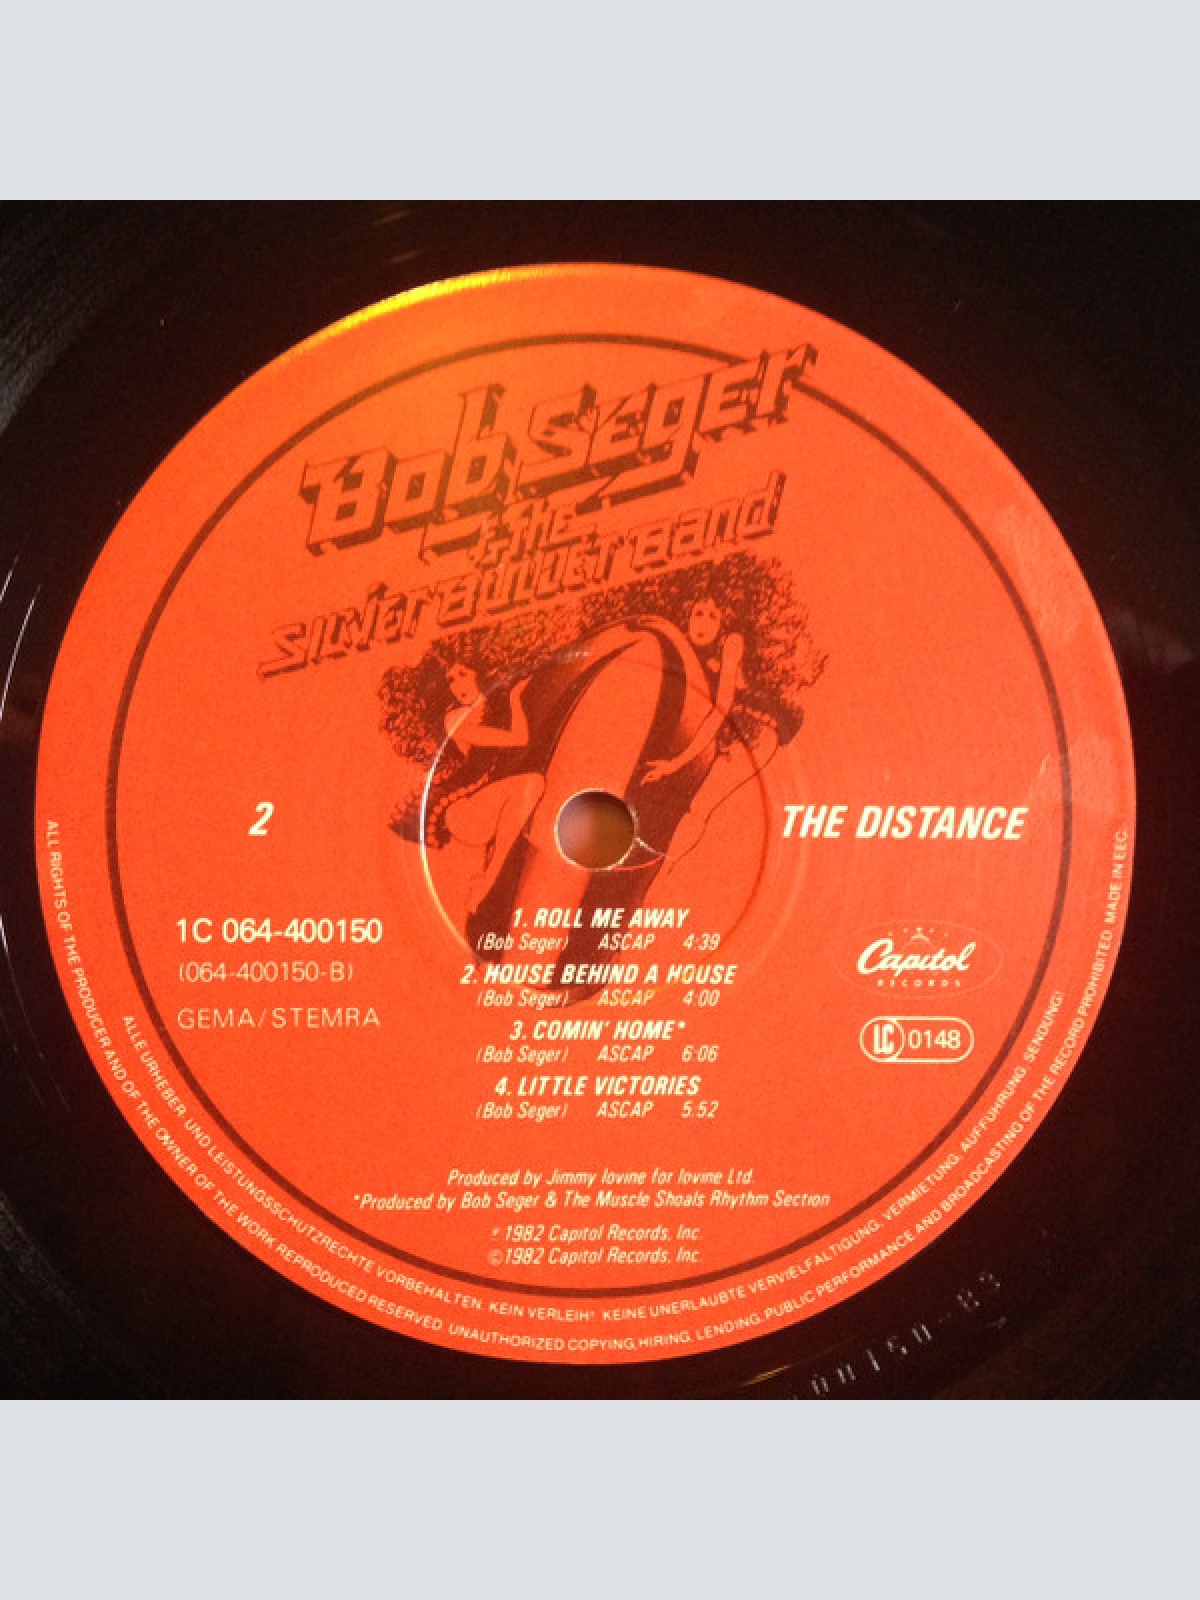 Bob Seger
& the
Silver Bullet Band
2
THE DISTANCE
1C 064-400150
(064-400150-B)
GEMA/STEMRA
1. ROLL ME AWAY
(Bob Seger) ASCAP 4:39
2. HOUSE BEHIND A HOUSE
(Bob Seger) ASCAP 4:00
3. COMIN' HOME*
(Bob Seger) ASCAP 6:06
4. LITTLE VICTORIES
(Bob Seger) ASCAP 5:52
Capitol
RECORDS
LC 0148
Produced by Jimmy Iovine for Iovine Ltd.
*Produced by Bob Seger & The Muscle Shoals Rhythm Section
℗ 1982 Capitol Records, Inc.
©1982 Capitol Records, Inc.
ALLE URHEBER- UND LEISTUNGSSCHUTZRECHTE VORBEHALTEN. KEIN VERLEIH! KEINE UNERLAUBTE VERVIELFÄLTIGUNG, VERMIETUNG, AUFFÜHRUNG, SENDUNG!
ALL RIGHTS OF THE PRODUCER AND OF THE OWNER OF THE WORK REPRODUCED RESERVED. UNAUTHORIZED COPYING, HIRING, LENDING, PUBLIC PERFORMANCE AND BROADCASTING OF THE RECORD PROHIBITED. MADE IN EEC.